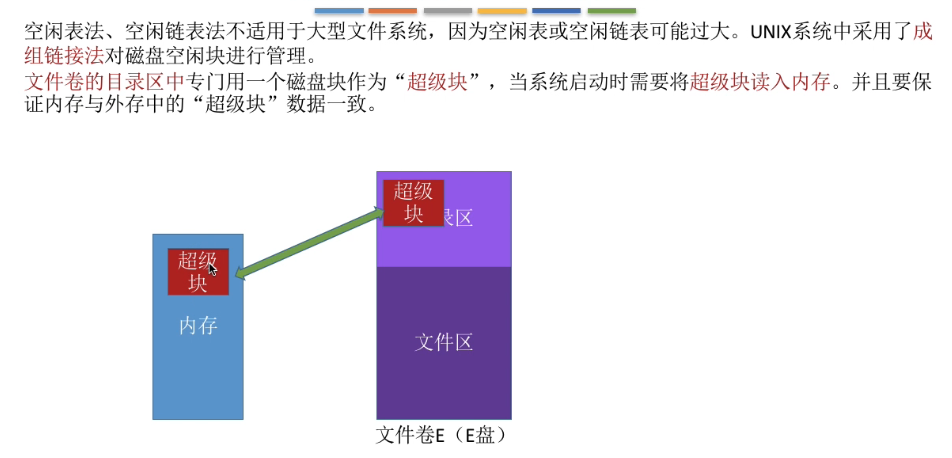 空闲表法、空闲链表法不适用于大型文件系统，因为空闲表或空闲链表可能过大。UNIX系统中采用了成
组链接法对磁盘空闲块进行管理。
文件卷的目录区中专门用一个磁盘块作为“超级块”，当系统启动时需要将超级块读入内存。并且要保
证内存与外存中的“超级块”数据一致。
超级
块
录区
超级
块
内存
文件区
文件卷E（E盘）